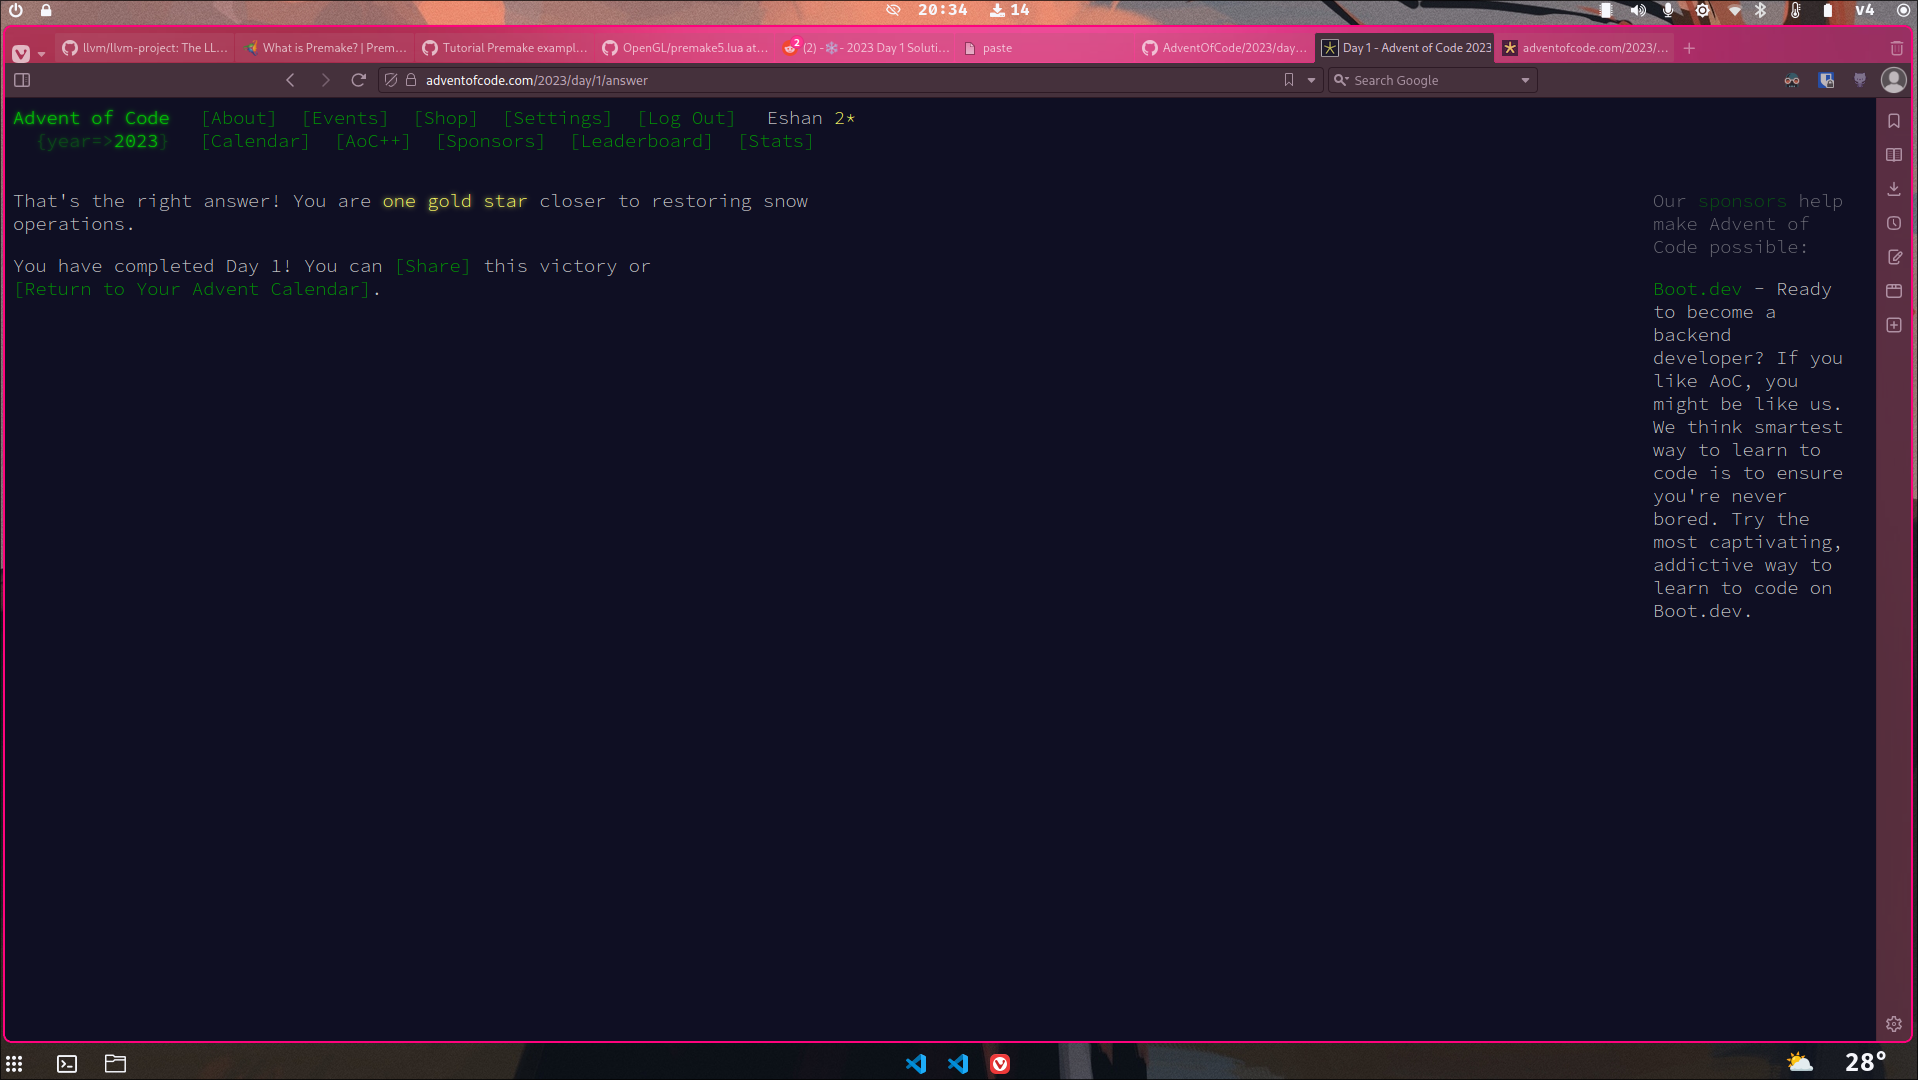 20:34 14 v4
llvm/llvm-project: The LL... What is Premake? | Prem... Tutorial Premake exampl... OpenGL/premake5.lua at... 2 (2) -❄️- 2023 Day 1 Soluti... paste AdventOfCode/2023/day... Day 1 - Advent of Code 2023 adventofcode.com/2023/...
adventofcode.com/2023/day/1/answer Search Google
Advent of Code [About] [Events] [Shop] [Settings] [Log Out] Eshan 2*
{year=>2023} [Calendar] [AoC++] [Sponsors] [Leaderboard] [Stats]
That's the right answer! You are one gold star closer to restoring snow
operations.
You have completed Day 1! You can [Share] this victory or
[Return to Your Advent Calendar].
Our sponsors help
make Advent of
Code possible:
Boot.dev - Ready
to become a
backend
developer? If you
like AoC, you
might be like us.
We think smartest
way to learn to
code is to ensure
you're never
bored. Try the
most captivating,
addictive way to
learn to code on
Boot.dev.
28°